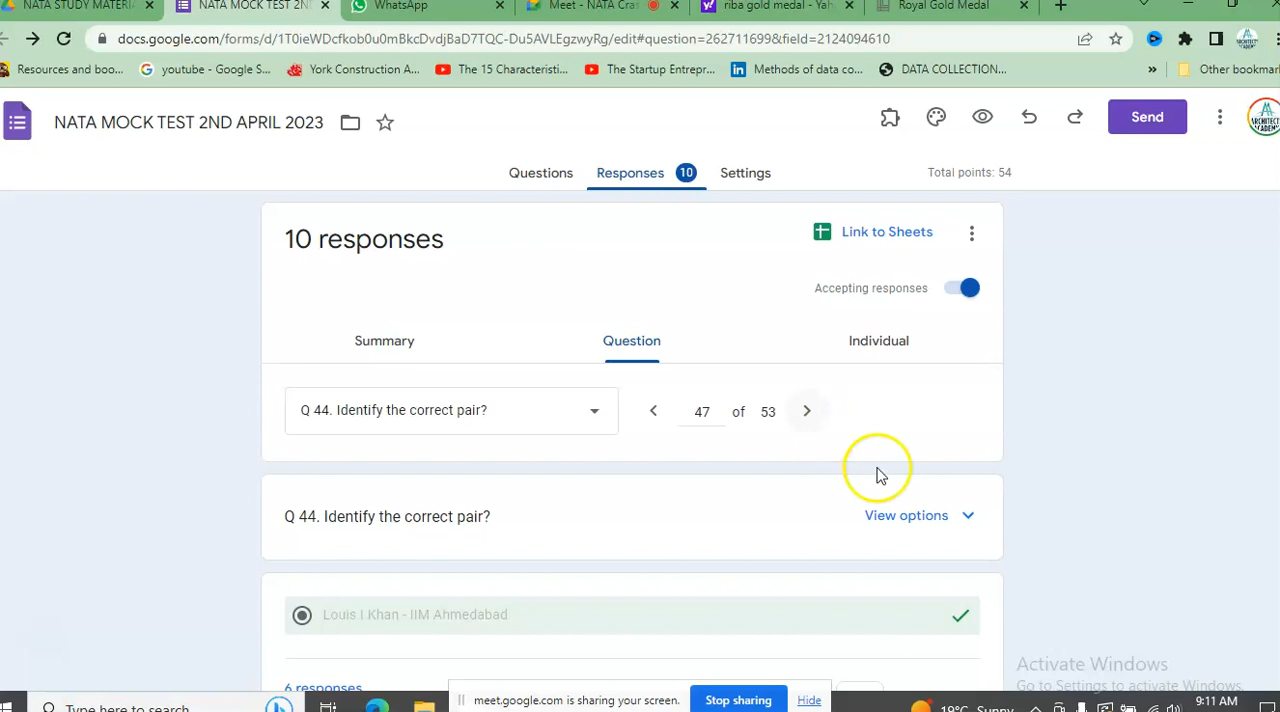 NATA STUDY MATERI
NATA MOCK TEST 2ND
WhatsApp
Meet - NATA Cras
riba gold medal - Yah
Royal Gold Medal
docs.google.com/forms/d/1T0ieWDcfkob0u0mBkcDvdjBaD7TQC-Du5AVLEgzwyRg/edit#question=262711699&field=2124094610
Resources and boo...
youtube - Google S...
York Construction A...
The 15 Characteristi...
The Startup Entrepr...
Methods of data co...
DATA COLLECTION...
»
Other bookmar
NATA MOCK TEST 2ND APRIL 2023
Send
ARCHITECT
ACADEMY
Questions
Responses 10
Settings
Total points: 54
10 responses
Link to Sheets
Accepting responses
Summary
Question
Individual
Q 44. Identify the correct pair?
47 of 53
Q 44. Identify the correct pair?
View options
Louis I Khan - IIM Ahmedabad
6 responses
Activate Windows
Go to Settings to activate Windows.
meet.google.com is sharing your screen.
Stop sharing
Hide
Type here to search
19°C Sunny
9:11 AM